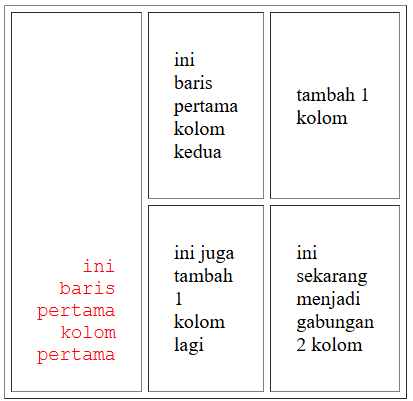 ini
baris
pertama
kolom
pertama
ini
baris
pertama
kolom
kedua
tambah 1
kolom
ini juga
tambah
1
kolom
lagi
ini
sekarang
menjadi
gabungan
2 kolom